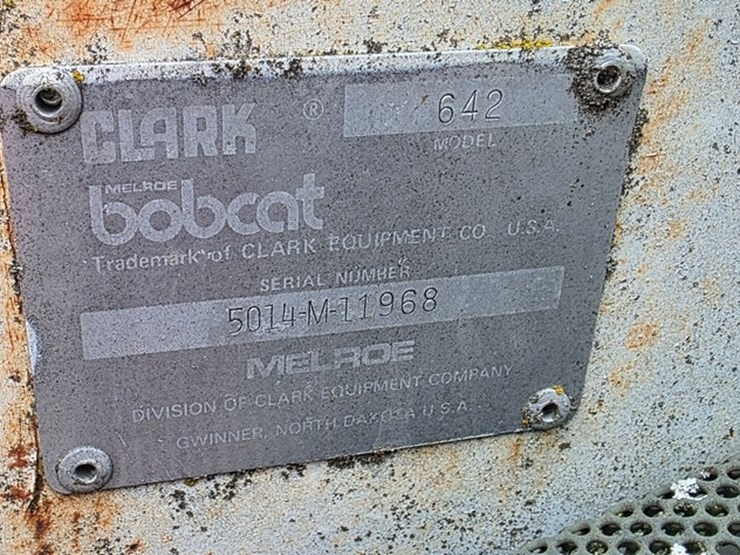 CLARK ® 642
MODEL
MELROE
bobcat
Trademark of CLARK EQUIPMENT CO U.S.A.
SERIAL NUMBER
5014-M-11968
MELROE
DIVISION OF CLARK EQUIPMENT COMPANY
GWINNER, NORTH DAKOTA U.S.A.